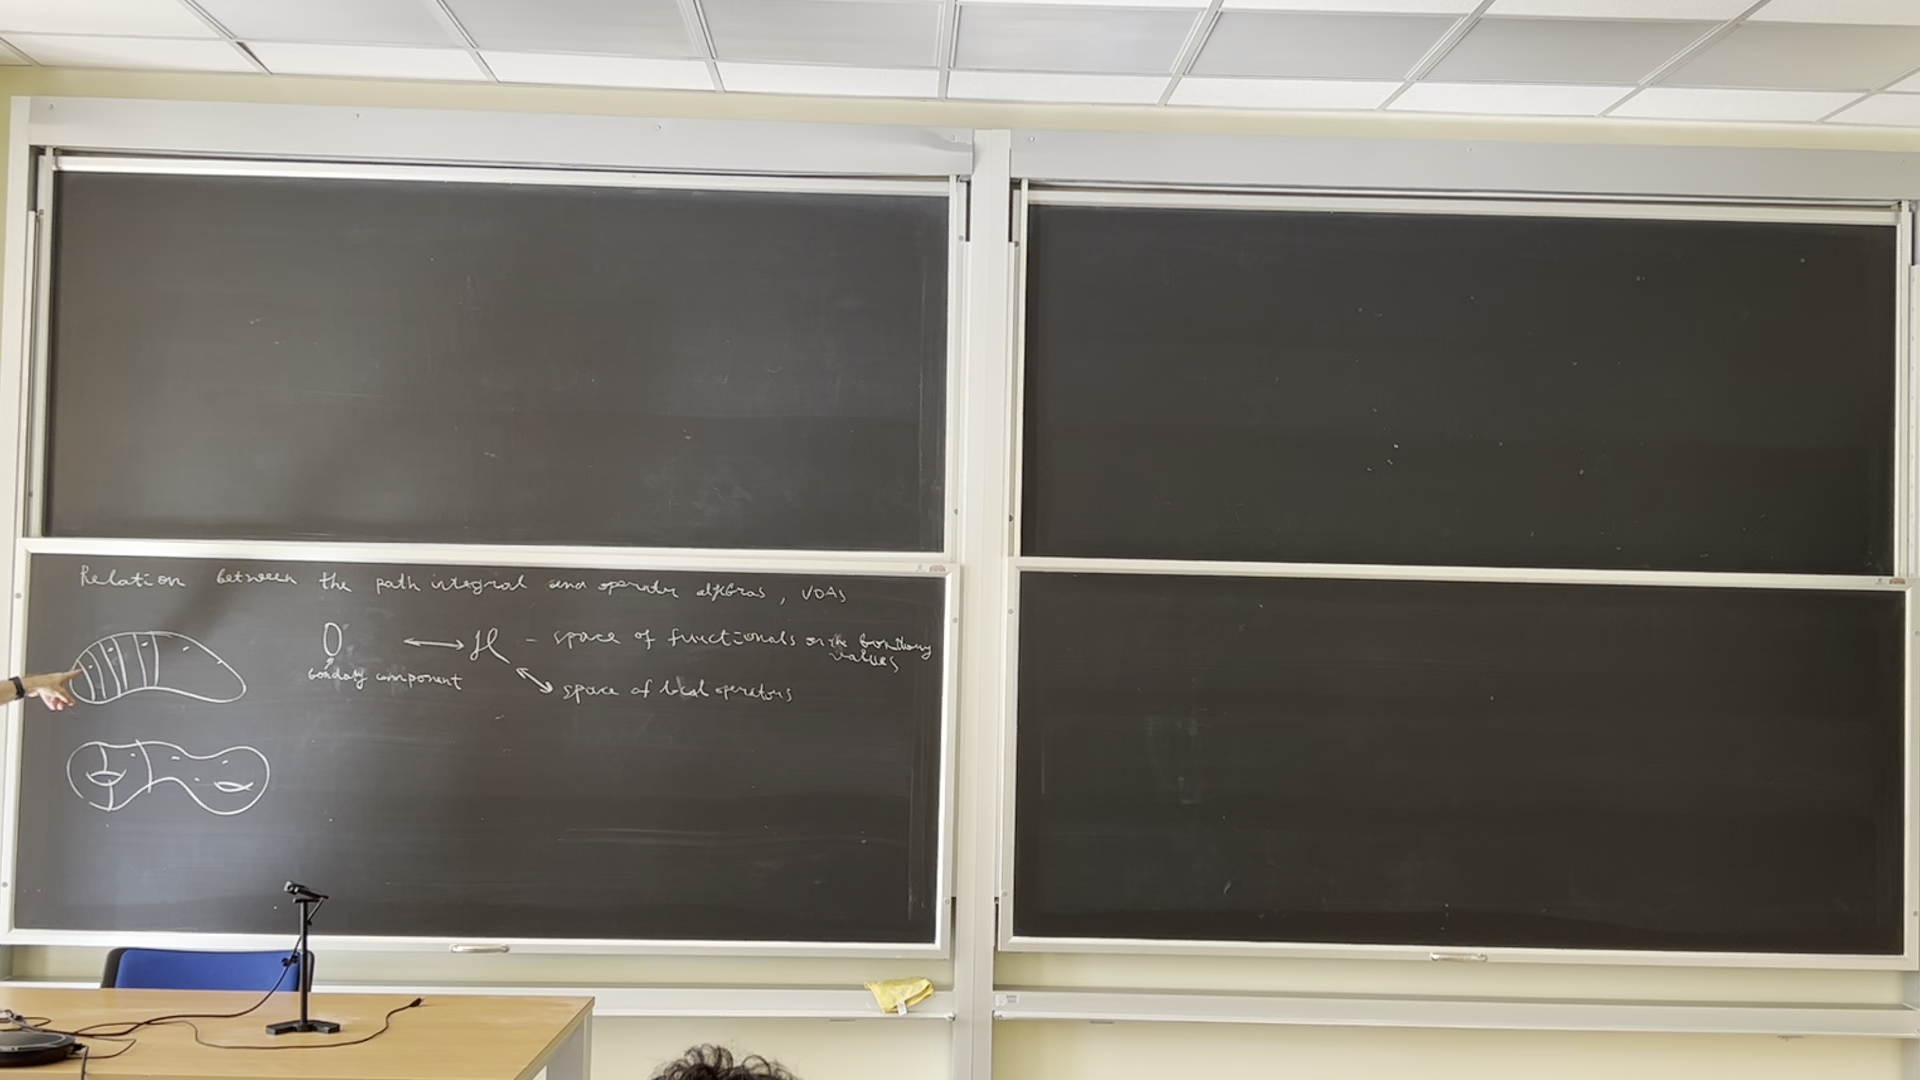 Relation between the path integral and operator algebras, VOAs
O ⟷ H – space of functionals on the boundary values
bondary component
⟷ space of local operators